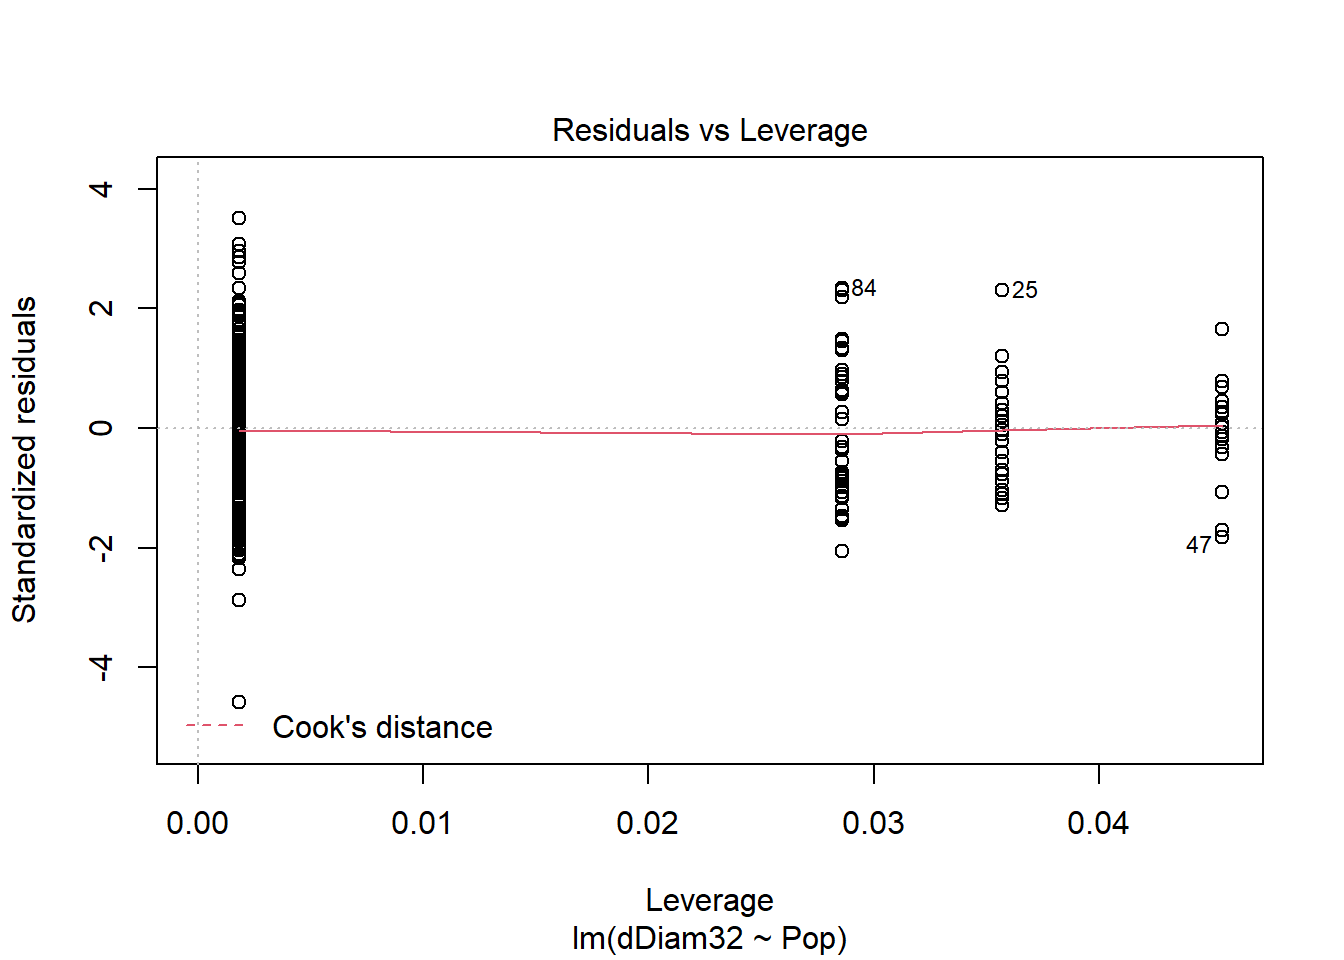 Residuals vs Leverage
Standardized residuals
4
2
0
-2
-4
84
25
47
Cook's distance
0.00 0.01 0.02 0.03 0.04
Leverage
lm(dDiam32 ~ Pop)